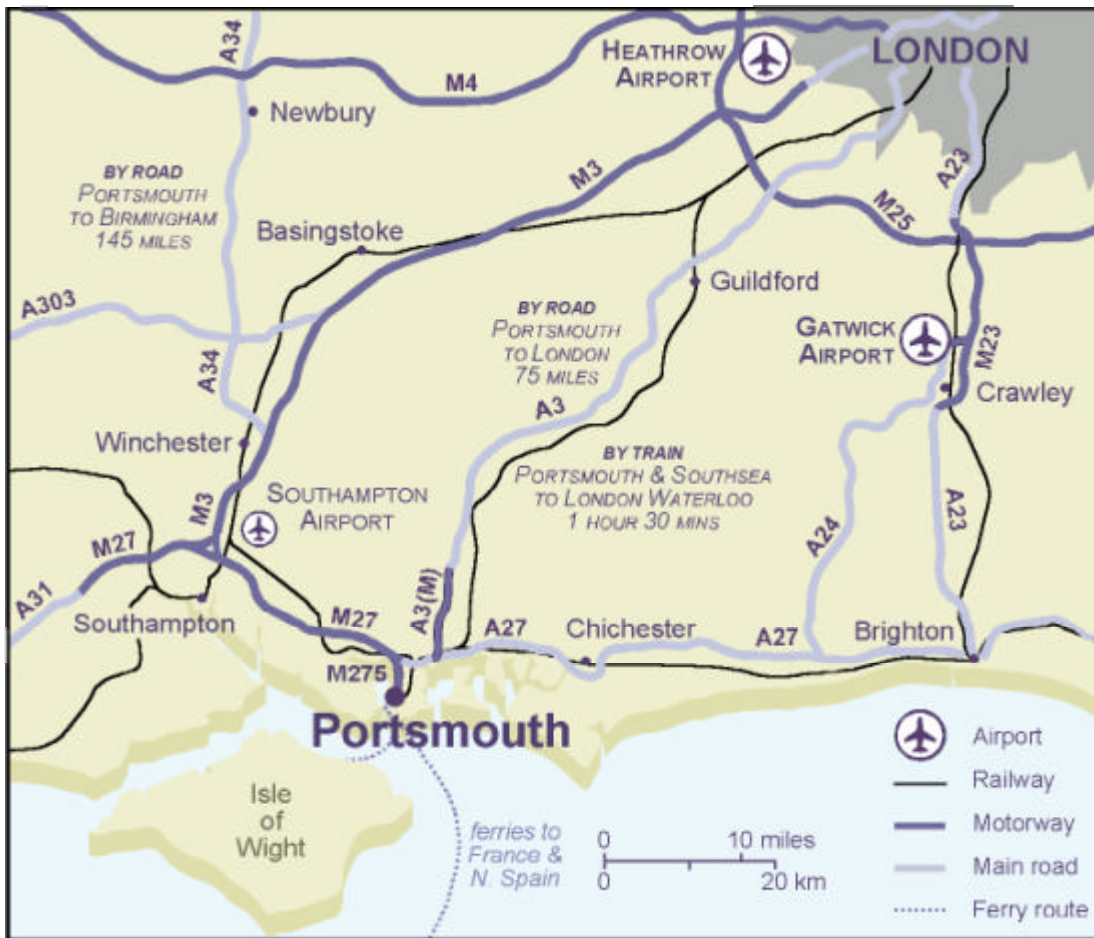 A34
HEATHROW
AIRPORT
LONDON
M4
Newbury
BY ROAD
PORTSMOUTH
TO BIRMINGHAM
145 MILES
M3
A23
M25
Basingstoke
Guildford
A303
BY ROAD
PORTSMOUTH
TO LONDON
75 MILES
GATWICK
AIRPORT
M23
A34
Crawley
A3
Winchester
BY TRAIN
PORTSMOUTH & SOUTHSEA
TO LONDON WATERLOO
1 HOUR 30 MINS
SOUTHAMPTON
AIRPORT
M3
A24
A23
M27
A31
Southampton
M27
A3(M)
A27
Chichester
A27
Brighton
M275
Portsmouth
Isle
of
Wight
ferries to
France &
N. Spain
0 10 miles
0 20 km
Airport
Railway
Motorway
Main road
Ferry route